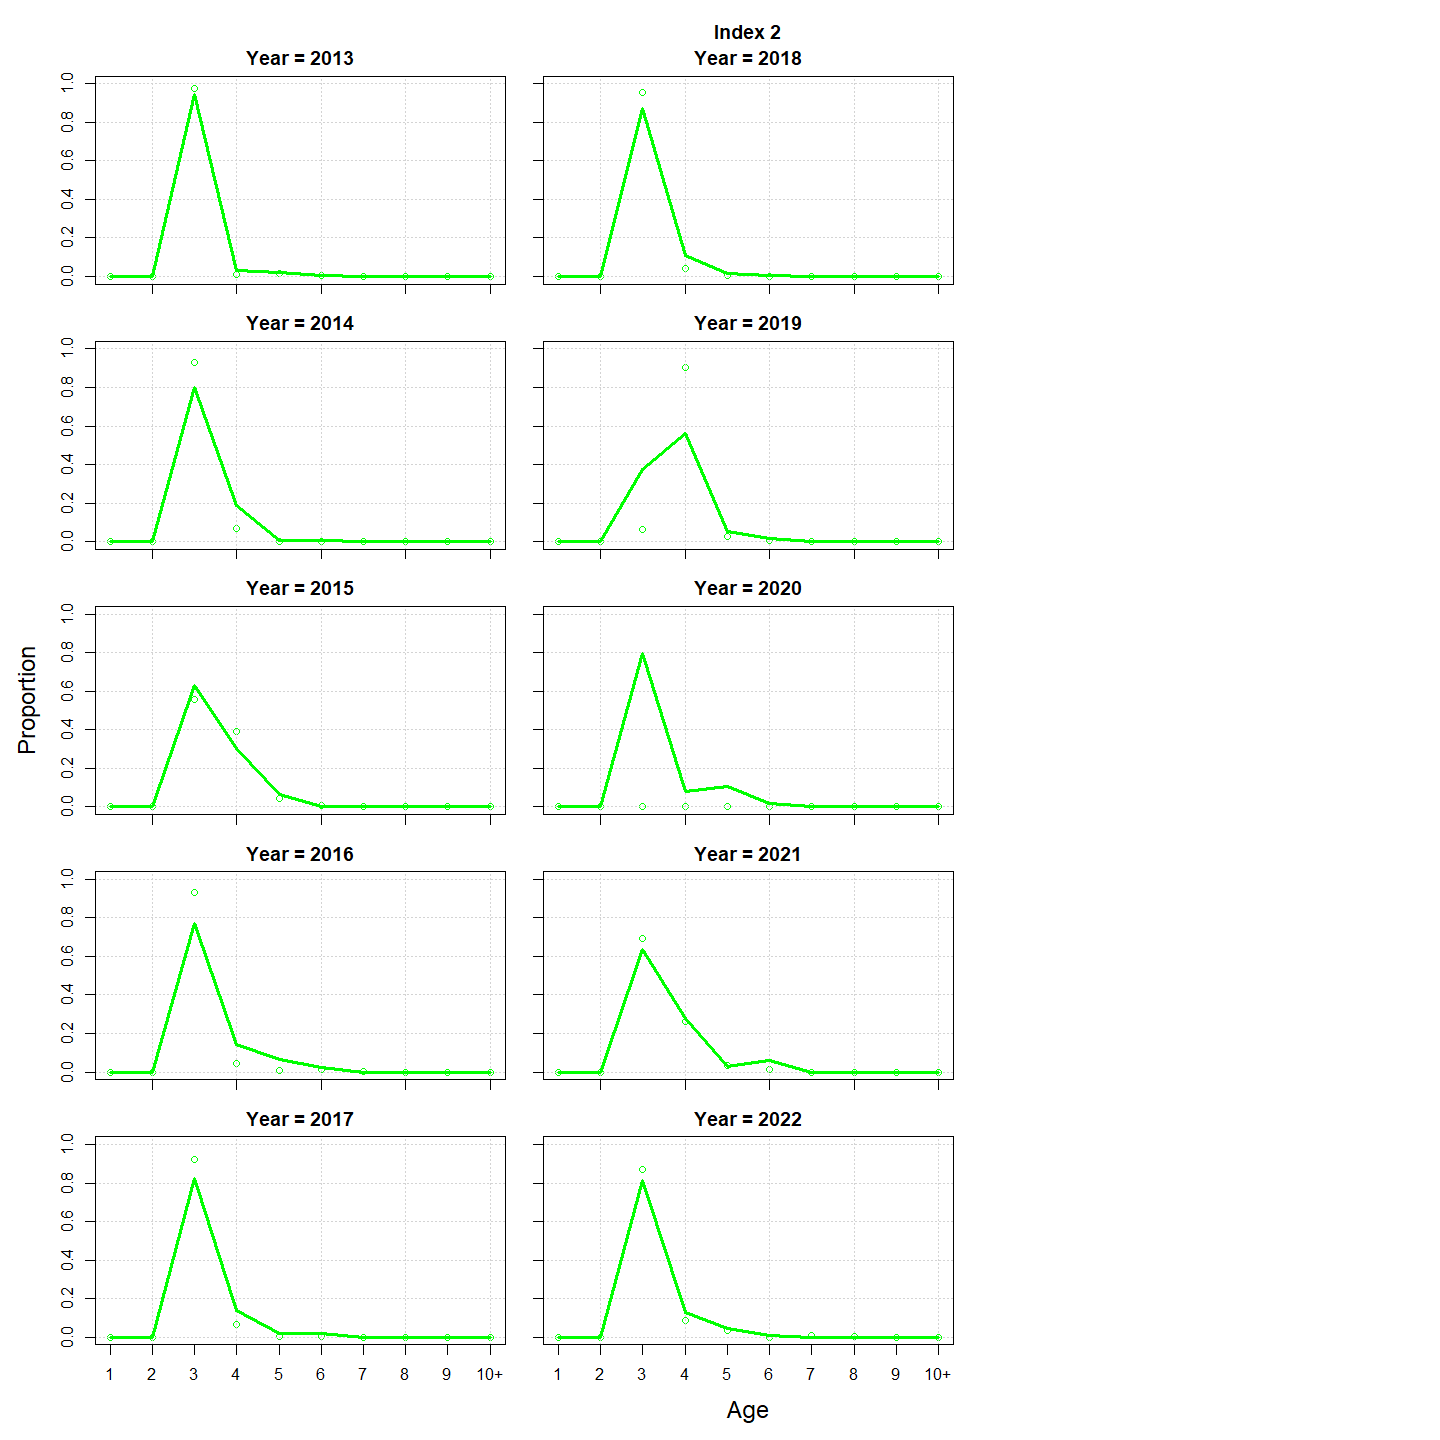 Index 2
Year = 2013
Year = 2018
0.0 0.2 0.4 0.6 0.8 1.0
Year = 2014
Year = 2019
0.0 0.2 0.4 0.6 0.8 1.0
Year = 2015
Year = 2020
0.0 0.2 0.4 0.6 0.8 1.0
Proportion
Year = 2016
Year = 2021
0.0 0.2 0.4 0.6 0.8 1.0
Year = 2017
Year = 2022
0.0 0.2 0.4 0.6 0.8 1.0
1 2 3 4 5 6 7 8 9 10+
1 2 3 4 5 6 7 8 9 10+
Age